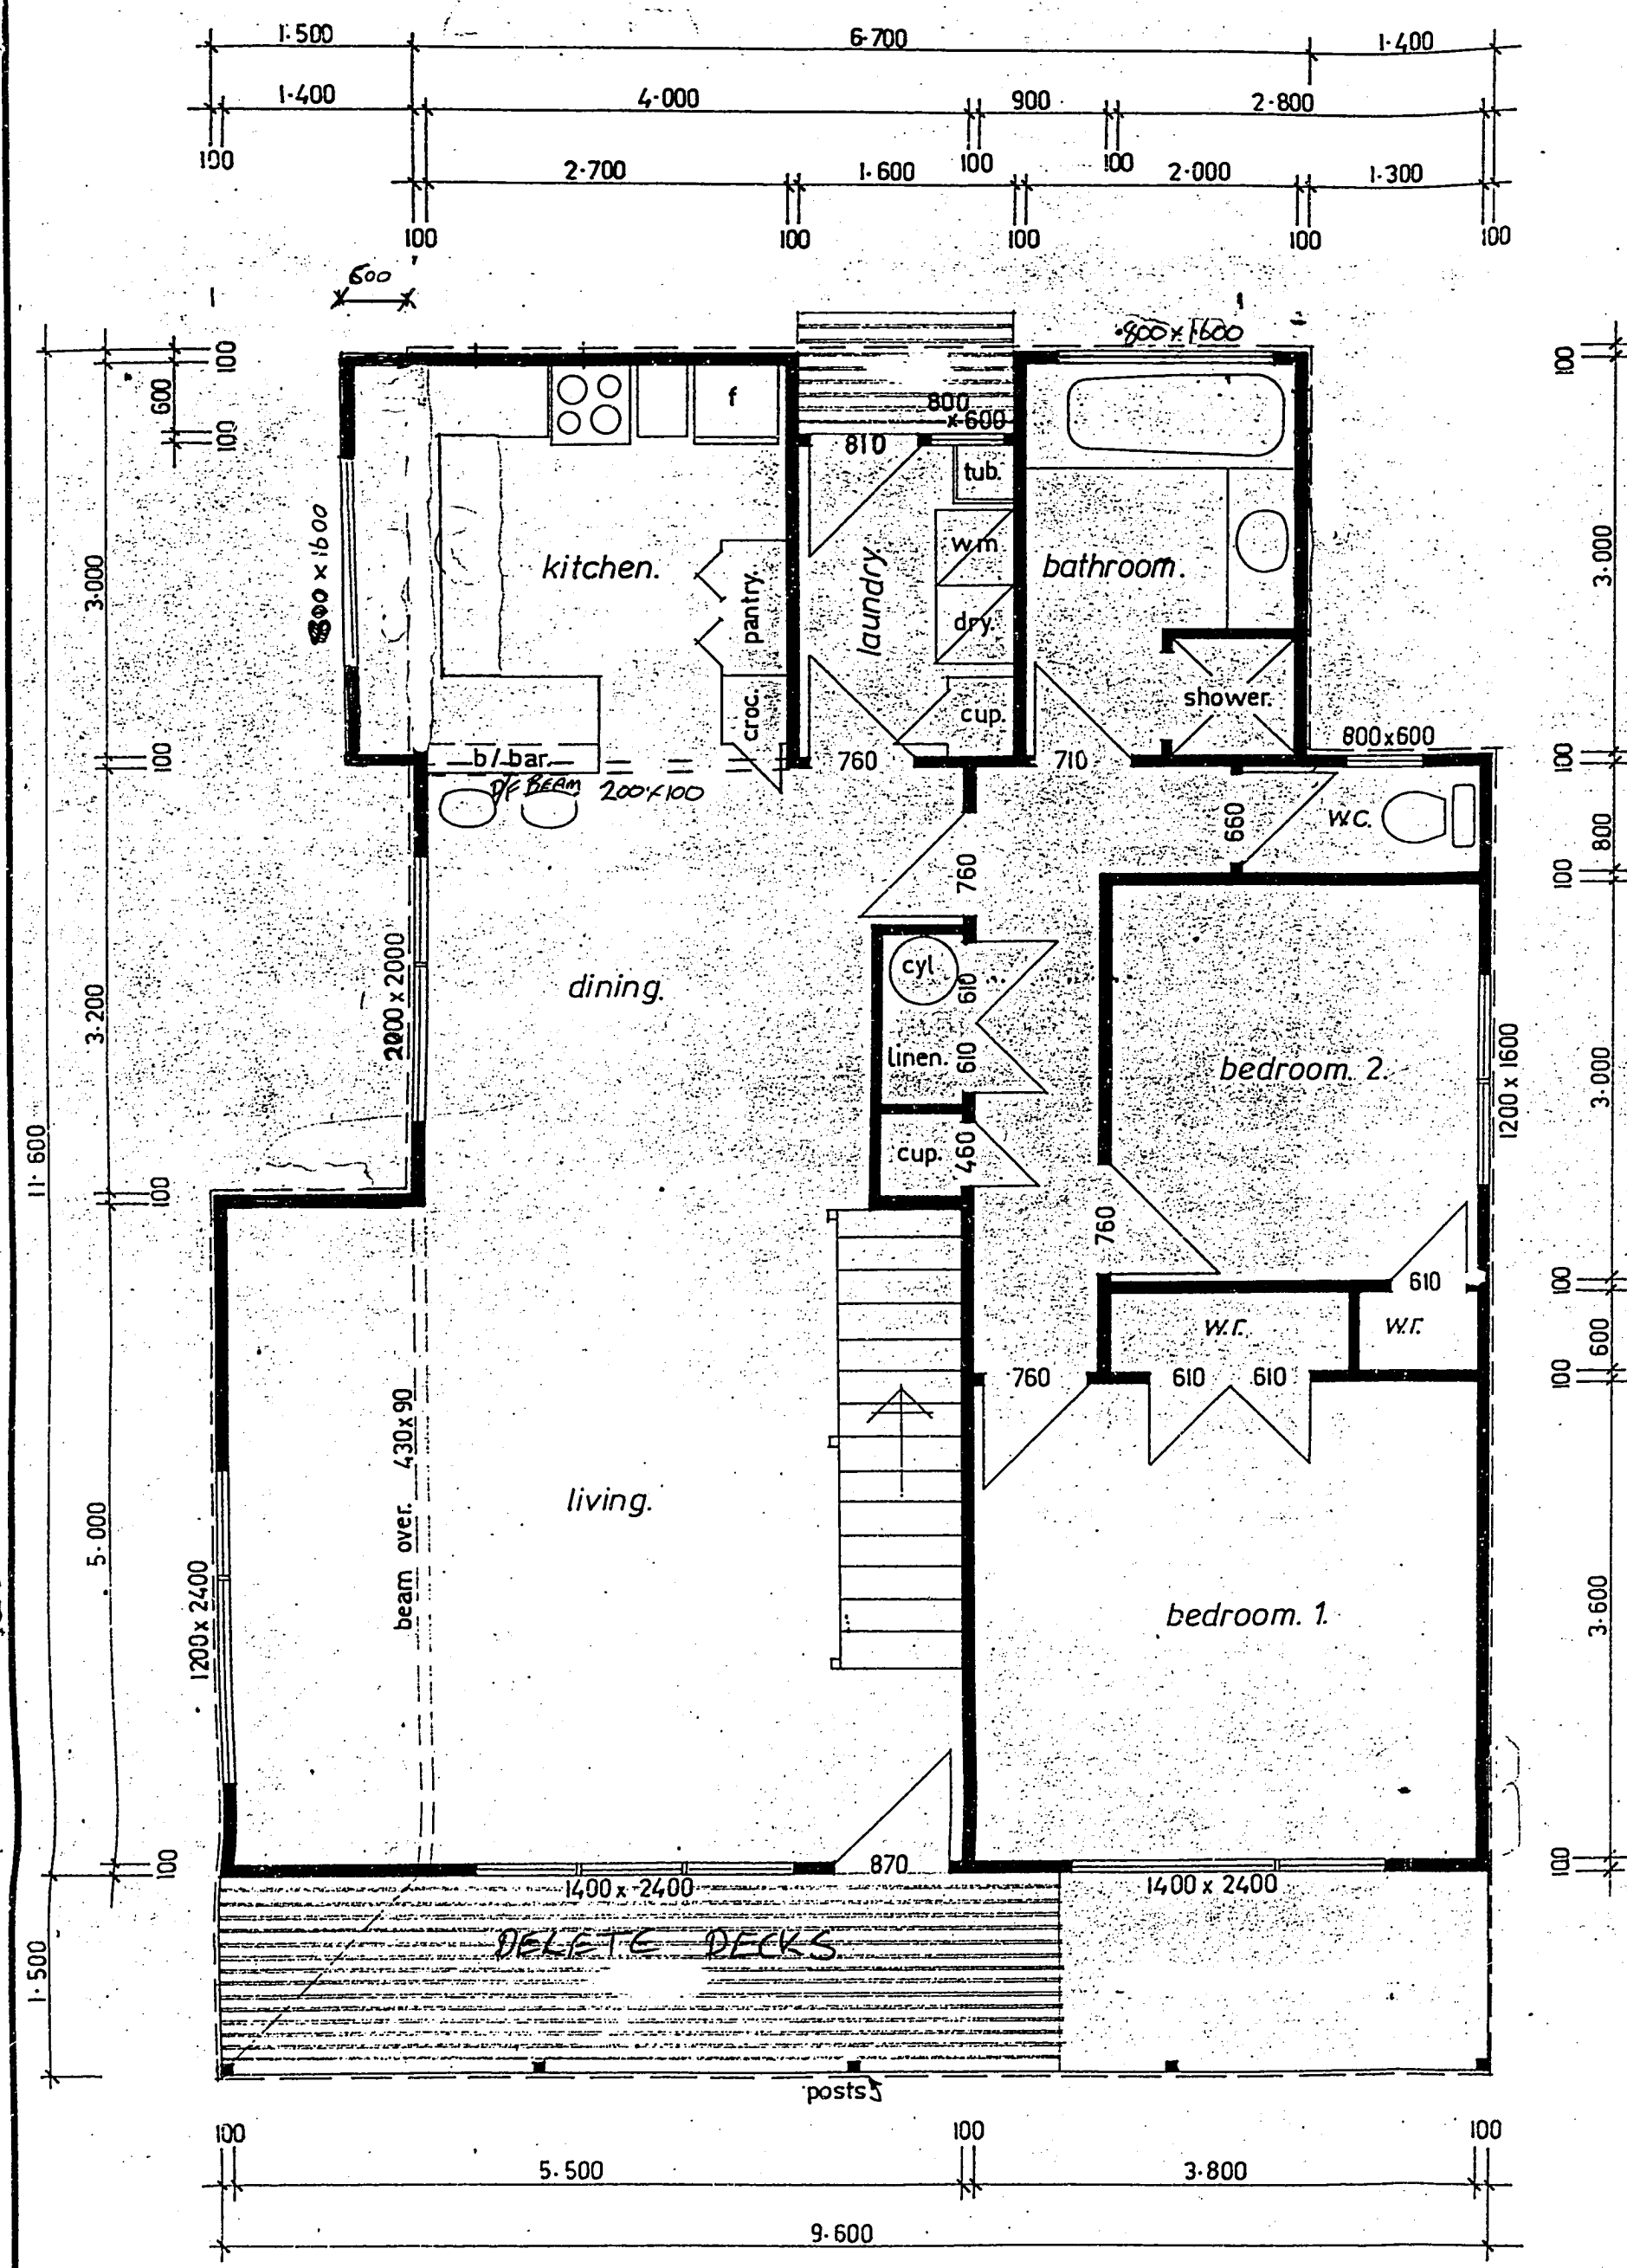 1·500 6·700 1·400
1·400 4·000 900 2·800
100 2·700 1·600 100 100 2·000 1·300
100 100 100 100 100
600
800 x 1600
100
600
100
100
f
800
x 600
810
tub.
800 x 1600
3·000
kitchen.
pantry.
croc.
laundry
w.m
dry.
cup.
bathroom.
shower.
3·000
100
b/bar.
P/F BEAM 200 x 100
760
710
800x600
100
660
w.c.
800
100
760
2000 x 2000
3·200
dining.
cyl
610
linen.
610
cup.
460
bedroom. 2.
1200 x 1600
3·000
11·600
100
760
610
100
w.r.
w.r.
600
760
610
610
100
beam over. 430x90
living.
5·000
1200x 2400
bedroom. 1.
3·600
100
870
1400 x 2400
1400 x 2400
100
DELETE DECKS
1·500
posts
100 100 100
5.500 3.800
9.600